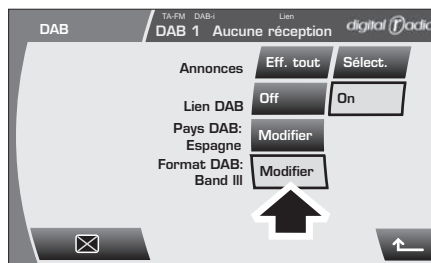 TA-FM DAB-i Lien
DAB
DAB 1 Aucune réception
digital radio
Annonces Eff. tout Sélect.
Lien DAB Off On
Pays DAB:
Espagne
Modifier
Format DAB:
Band III
Modifier